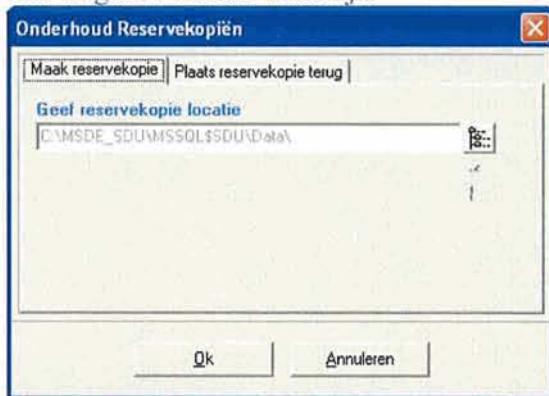 Onderhoud Reservekopiën
Maak reservekopie Plaats reservekopie terug
Geef reservekopie locatie
C:\MSDE_SDU\MSSQL$SDU\Data\
Ok Annuleren